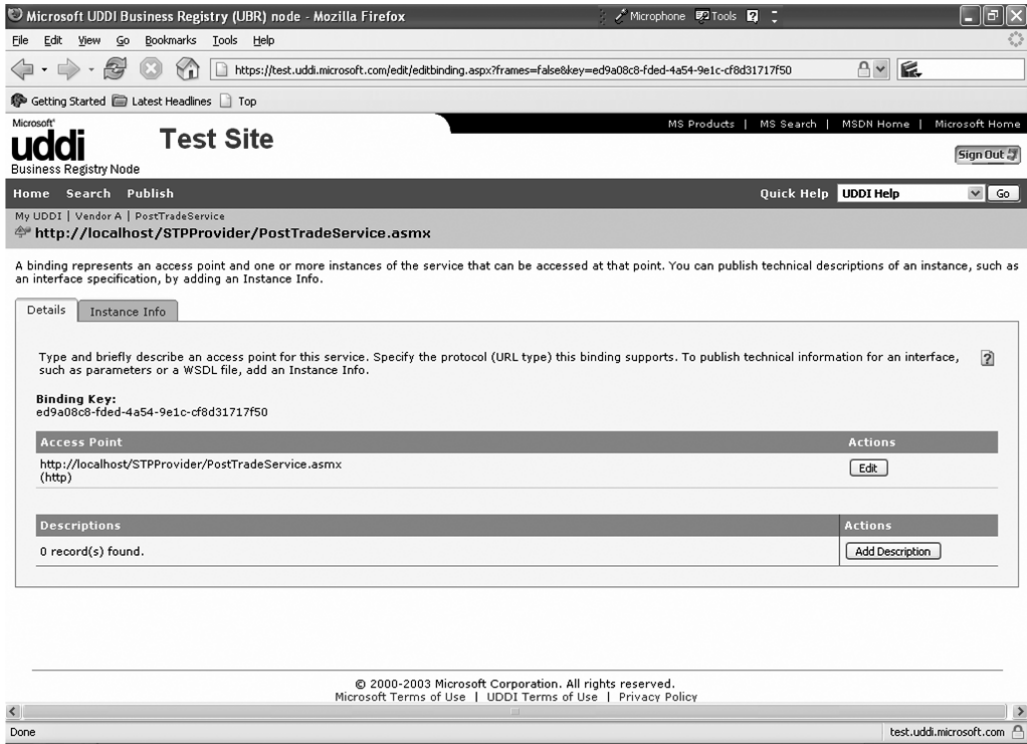 Microsoft UDDI Business Registry (UBR) node - Mozilla Firefox
Microphone Tools
File Edit View Go Bookmarks Tools Help
https://test.uddi.microsoft.com/edit/editbinding.aspx?frames=false&key=ed9a08c8-fded-4a54-9e1c-cf8d31717f50
Getting Started Latest Headlines Top
Microsoft
MS Products | MS Search | MSDN Home | Microsoft Home
uddi Test Site
Business Registry Node
Sign Out
Home Search Publish Quick Help UDDI Help Go
My UDDI | Vendor A | PostTradeService
http://localhost/STPProvider/PostTradeService.asmx
A binding represents an access point and one or more instances of the service that can be accessed at that point. You can publish technical descriptions of an instance, such as
an interface specification, by adding an Instance Info.
Details Instance Info
Type and briefly describe an access point for this service. Specify the protocol (URL type) this binding supports. To publish technical information for an interface,
such as parameters or a WSDL file, add an Instance Info.
Binding Key:
ed9a08c8-fded-4a54-9e1c-cf8d31717f50
Access Point Actions
http://localhost/STPProvider/PostTradeService.asmx
(http)
Edit
Descriptions Actions
0 record(s) found. Add Description
© 2000-2003 Microsoft Corporation. All rights reserved.
Microsoft Terms of Use | UDDI Terms of Use | Privacy Policy
Done test.uddi.microsoft.com